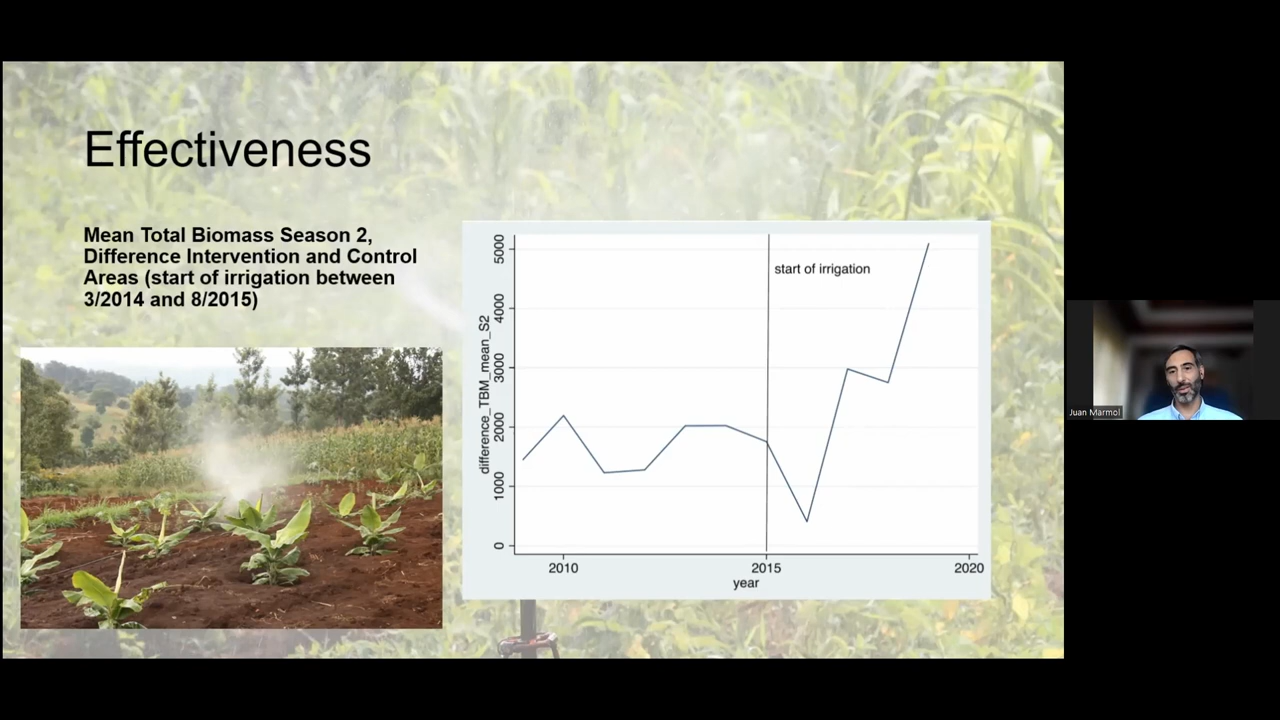 Effectiveness
Mean Total Biomass Season 2,
Difference Intervention and Control
Areas (start of irrigation between
3/2014 and 8/2015)
difference_TBM_mean_S2
5000
4000
3000
2000
1000
0
start of irrigation
2010
2015
2020
year
Juan Marmol